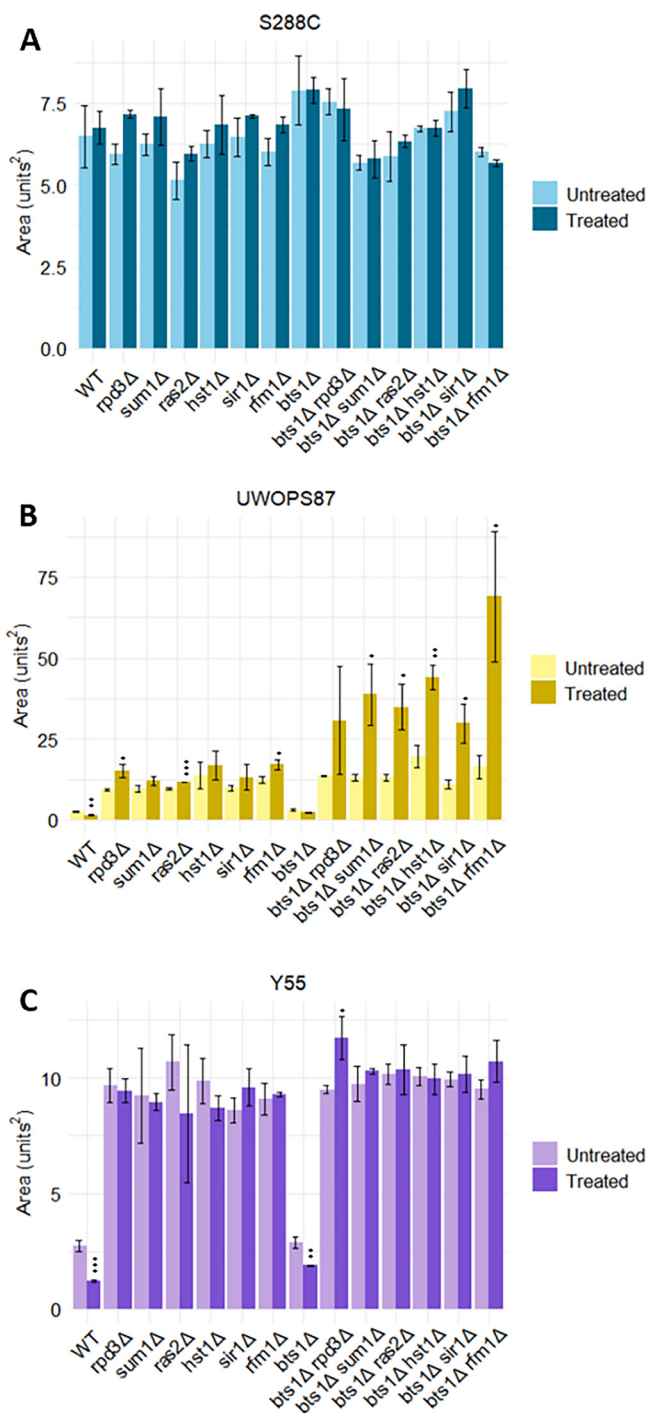 A
S288C
Area (units²)
7.5
5.0
2.5
0.0
Untreated
Treated
WT
rpd3Δ
sum1Δ
ras2Δ
hst1Δ
sir1Δ
rfm1Δ
bts1Δ
bts1Δ rpd3Δ
bts1Δ sum1Δ
bts1Δ ras2Δ
bts1Δ hst1Δ
bts1Δ sir1Δ
bts1Δ rfm1Δ
B
UWOPS87
Area (units²)
75
50
25
0
Untreated
Treated
WT
rpd3Δ
sum1Δ
ras2Δ
hst1Δ
sir1Δ
rfm1Δ
bts1Δ
bts1Δ rpd3Δ
bts1Δ sum1Δ
bts1Δ ras2Δ
bts1Δ hst1Δ
bts1Δ sir1Δ
bts1Δ rfm1Δ
C
Y55
Area (units²)
10
5
0
Untreated
Treated
WT
rpd3Δ
sum1Δ
ras2Δ
hst1Δ
sir1Δ
rfm1Δ
bts1Δ
bts1Δ rpd3Δ
bts1Δ sum1Δ
bts1Δ ras2Δ
bts1Δ hst1Δ
bts1Δ sir1Δ
bts1Δ rfm1Δ